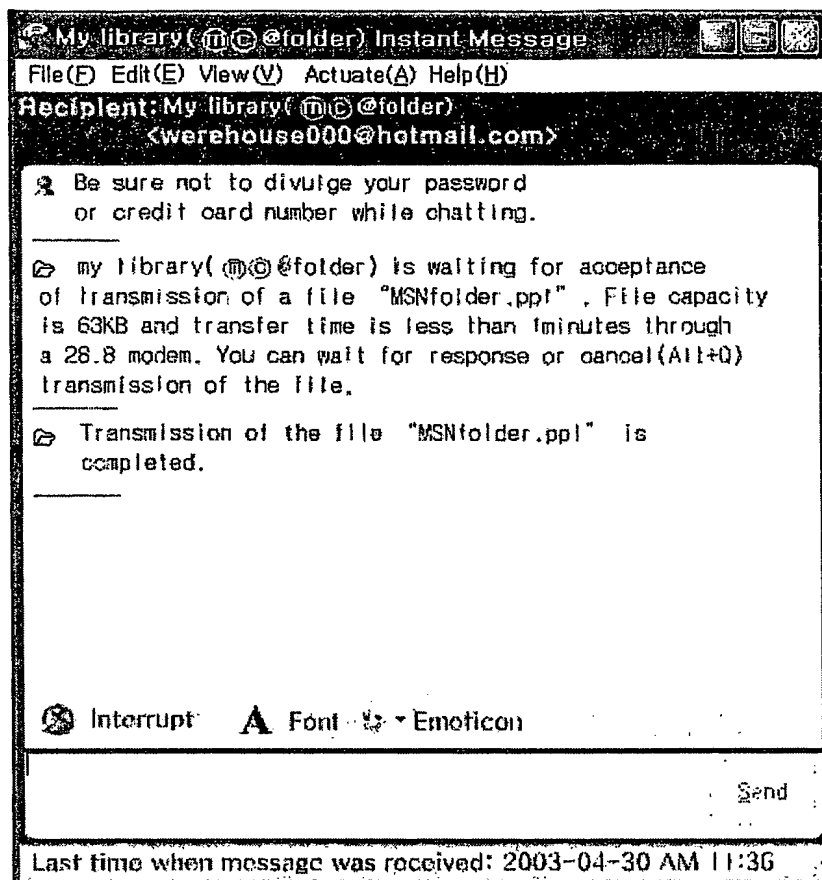 My library( ⓜⓒ@folder) Instant Message
File(F) Edit(E) View(V) Actuate(A) Help(H)
Recipient: My library( ⓜⓒ@folder)
<werehouse000@hotmail.com>
Be sure not to divulge your password
or credit card number while chatting.
my library( ⓜⓒ@folder) is waiting for acceptance
of transmission of a file "MSNfolder.ppt" . File capacity
is 63KB and transfer time is less than 1minutes through
a 28.8 modem. You can wait for response or cancel(Alt+Q)
transmission of the file.
Transmission of the file "MSNfolder.ppt" is
completed.
Interrupt A Font Emoticon
Send
Last time when message was received: 2003-04-30 AM 11:36